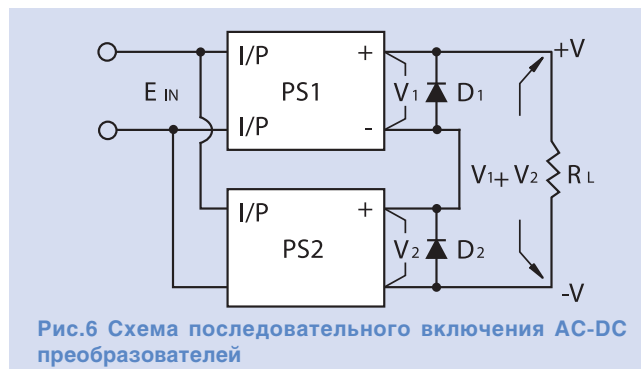 I/P
+
+V
E IN
PS1
V1
D1
I/P
-
V1+ V2
RL
I/P
+
PS2
V2
D2
-V
Рис.6 Схема последовательного включения AC-DC
преобразователей